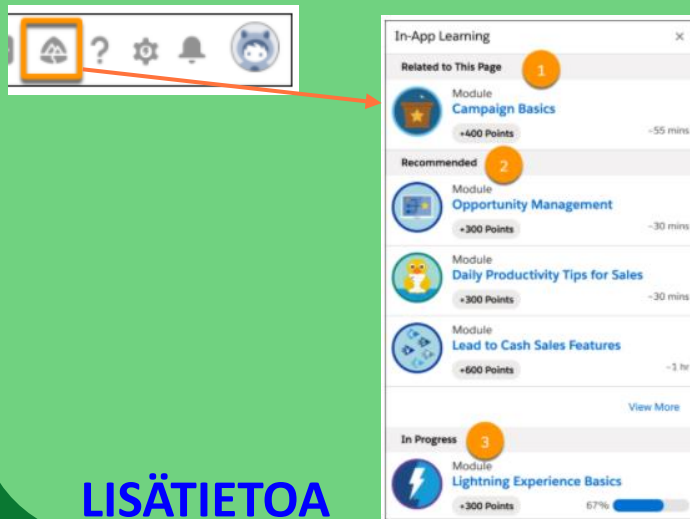 ?
In-App Learning ×
Related to This Page 1
Module
Campaign Basics
+400 Points ~55 mins
Recommended 2
Module
Opportunity Management
+300 Points ~30 mins
Module
Daily Productivity Tips for Sales
+300 Points ~30 mins
Module
Lead to Cash Sales Features
+600 Points ~1 hr
View More
In Progress 3
Module
Lightning Experience Basics
+300 Points 67%
LISÄTIETOA